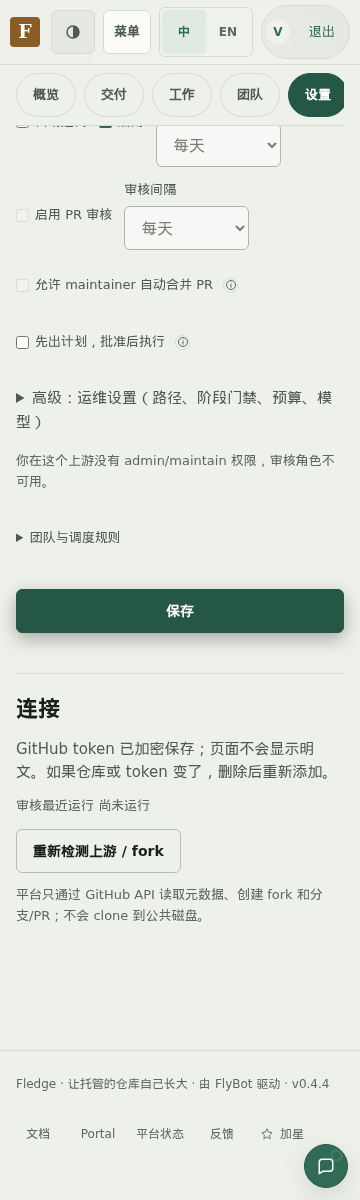 F 菜单 中 EN V 退出
概览 交付 工作 团队 设置
每天
审核间隔
启用 PR 审核 每天
允许 maintainer 自动合并 PR
先出计划，批准后执行
高级：运维设置（路径、阶段门禁、预算、模
型）
你在这个上游没有 admin/maintain 权限，审核角色不
可用。
团队与调度规则
保存
连接
GitHub token 已加密保存；页面不会显示明
文。如果仓库或 token 变了，删除后重新添加。
审核最近运行 尚未运行
重新检测上游 / fork
平台只通过 GitHub API 读取元数据、创建 fork 和分
支/PR；不会 clone 到公共磁盘。
Fledge · 让托管的仓库自己长大 · 由 FlyBot 驱动 · v0.4.4
文档 Portal 平台状态 反馈 加星